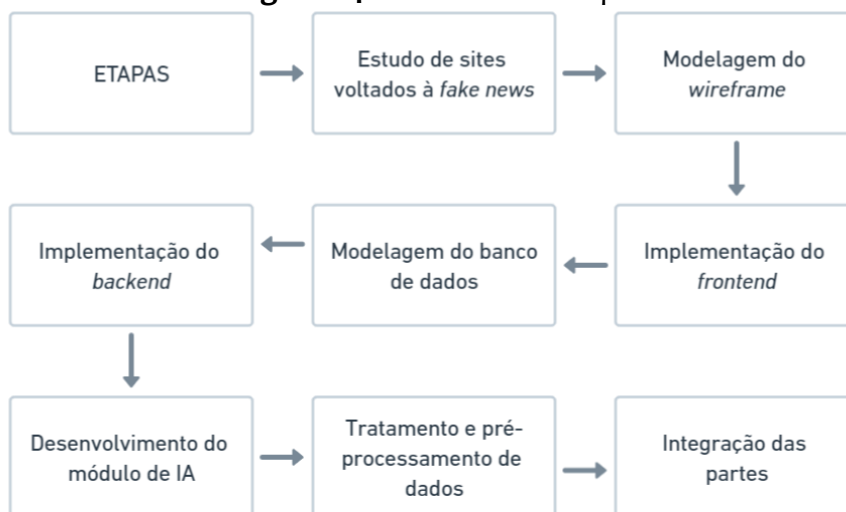 ETAPAS
Estudo de sites
voltados à fake news
Modelagem do
wireframe
Implementação do
frontend
Modelagem do banco
de dados
Implementação do
backend
Desenvolvimento do
módulo de IA
Tratamento e pré-
processamento de
dados
Integração das
partes